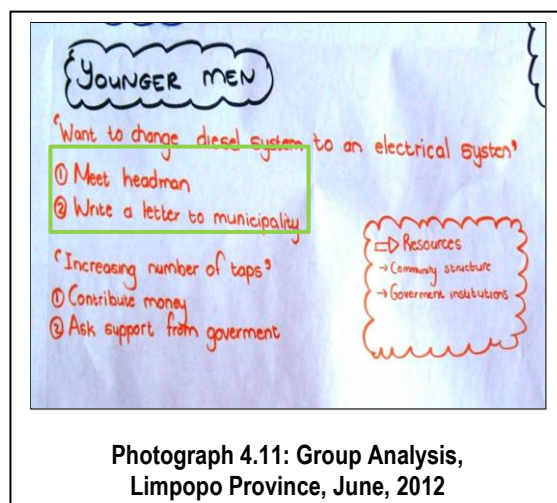 YOUNGER MEN
"Want to change diesel system to an electrical system"
① Meet headman
② Write a letter to municipality
"Increasing number of taps"
① Contribute money
② Ask support from goverment
⇨ Resources
→ Community structure
→ Goverment institutions
Photograph 4.11: Group Analysis,
Limpopo Province, June, 2012